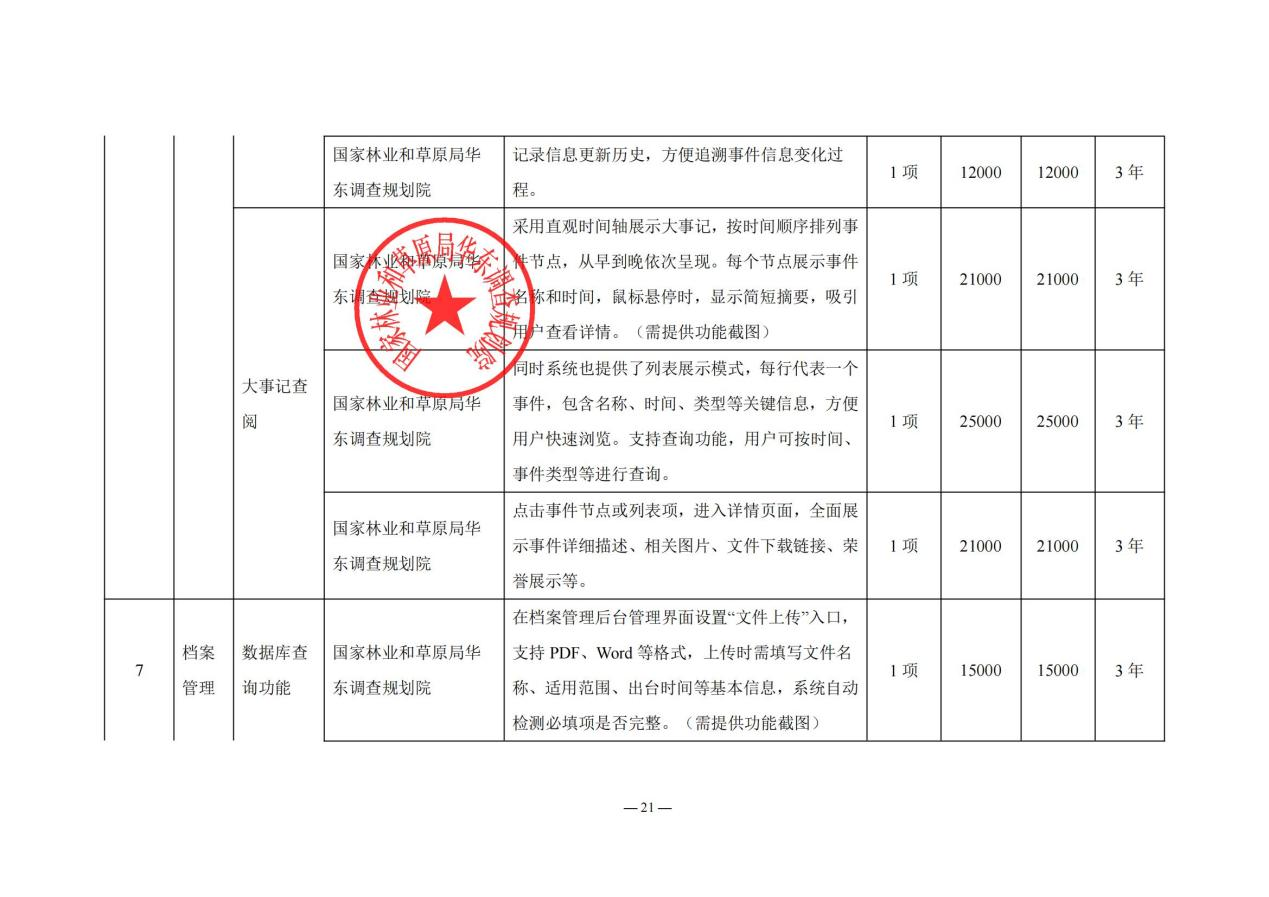 国家林业和草原局华
东调查规划院
记录信息更新历史，方便追溯事件信息变化过
程。
1 项
12000
12000
3 年
大事记查
阅
国家林业和草原局华
东调查规划院
采用直观时间轴展示大事记，按时间顺序排列事
件节点，从早到晚依次呈现。每个节点展示事件
名称和时间，鼠标悬停时，显示简短摘要，吸引
用户查看详情。（需提供功能截图）
1 项
21000
21000
3 年
国家林业和草原局华东调查规划院
国家林业和草原局华
东调查规划院
同时系统也提供了列表展示模式，每行代表一个
事件，包含名称、时间、类型等关键信息，方便
用户快速浏览。支持查询功能，用户可按时间、
事件类型等进行查询。
1 项
25000
25000
3 年
国家林业和草原局华
东调查规划院
点击事件节点或列表项，进入详情页面，全面展
示事件详细描述、相关图片、文件下载链接、荣
誉展示等。
1 项
21000
21000
3 年
7
档案
管理
数据库查
询功能
国家林业和草原局华
东调查规划院
在档案管理后台管理界面设置“文件上传”入口，
支持 PDF、Word 等格式，上传时需填写文件名
称、适用范围、出台时间等基本信息，系统自动
检测必填项是否完整。（需提供功能截图）
1 项
15000
15000
3 年
— 21 —